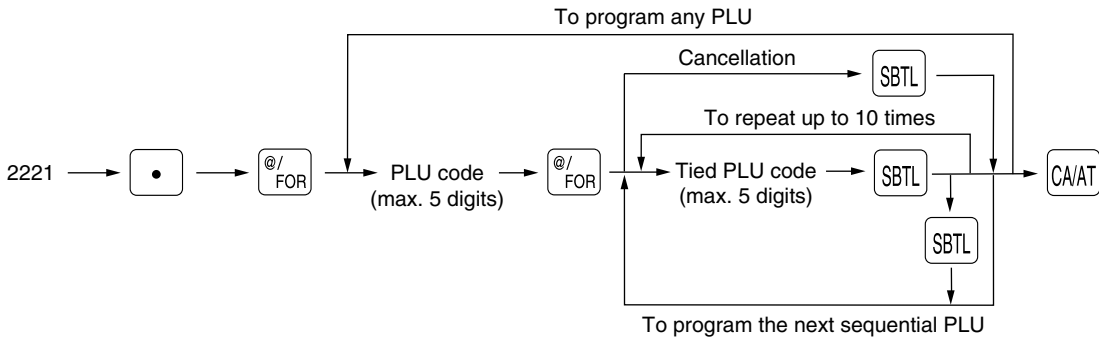 To program any PLU
Cancellation
SBTL
To repeat up to 10 times
2221
•
@/
FOR
PLU code
(max. 5 digits)
@/
FOR
Tied PLU code
(max. 5 digits)
SBTL
CA/AT
SBTL
To program the next sequential PLU